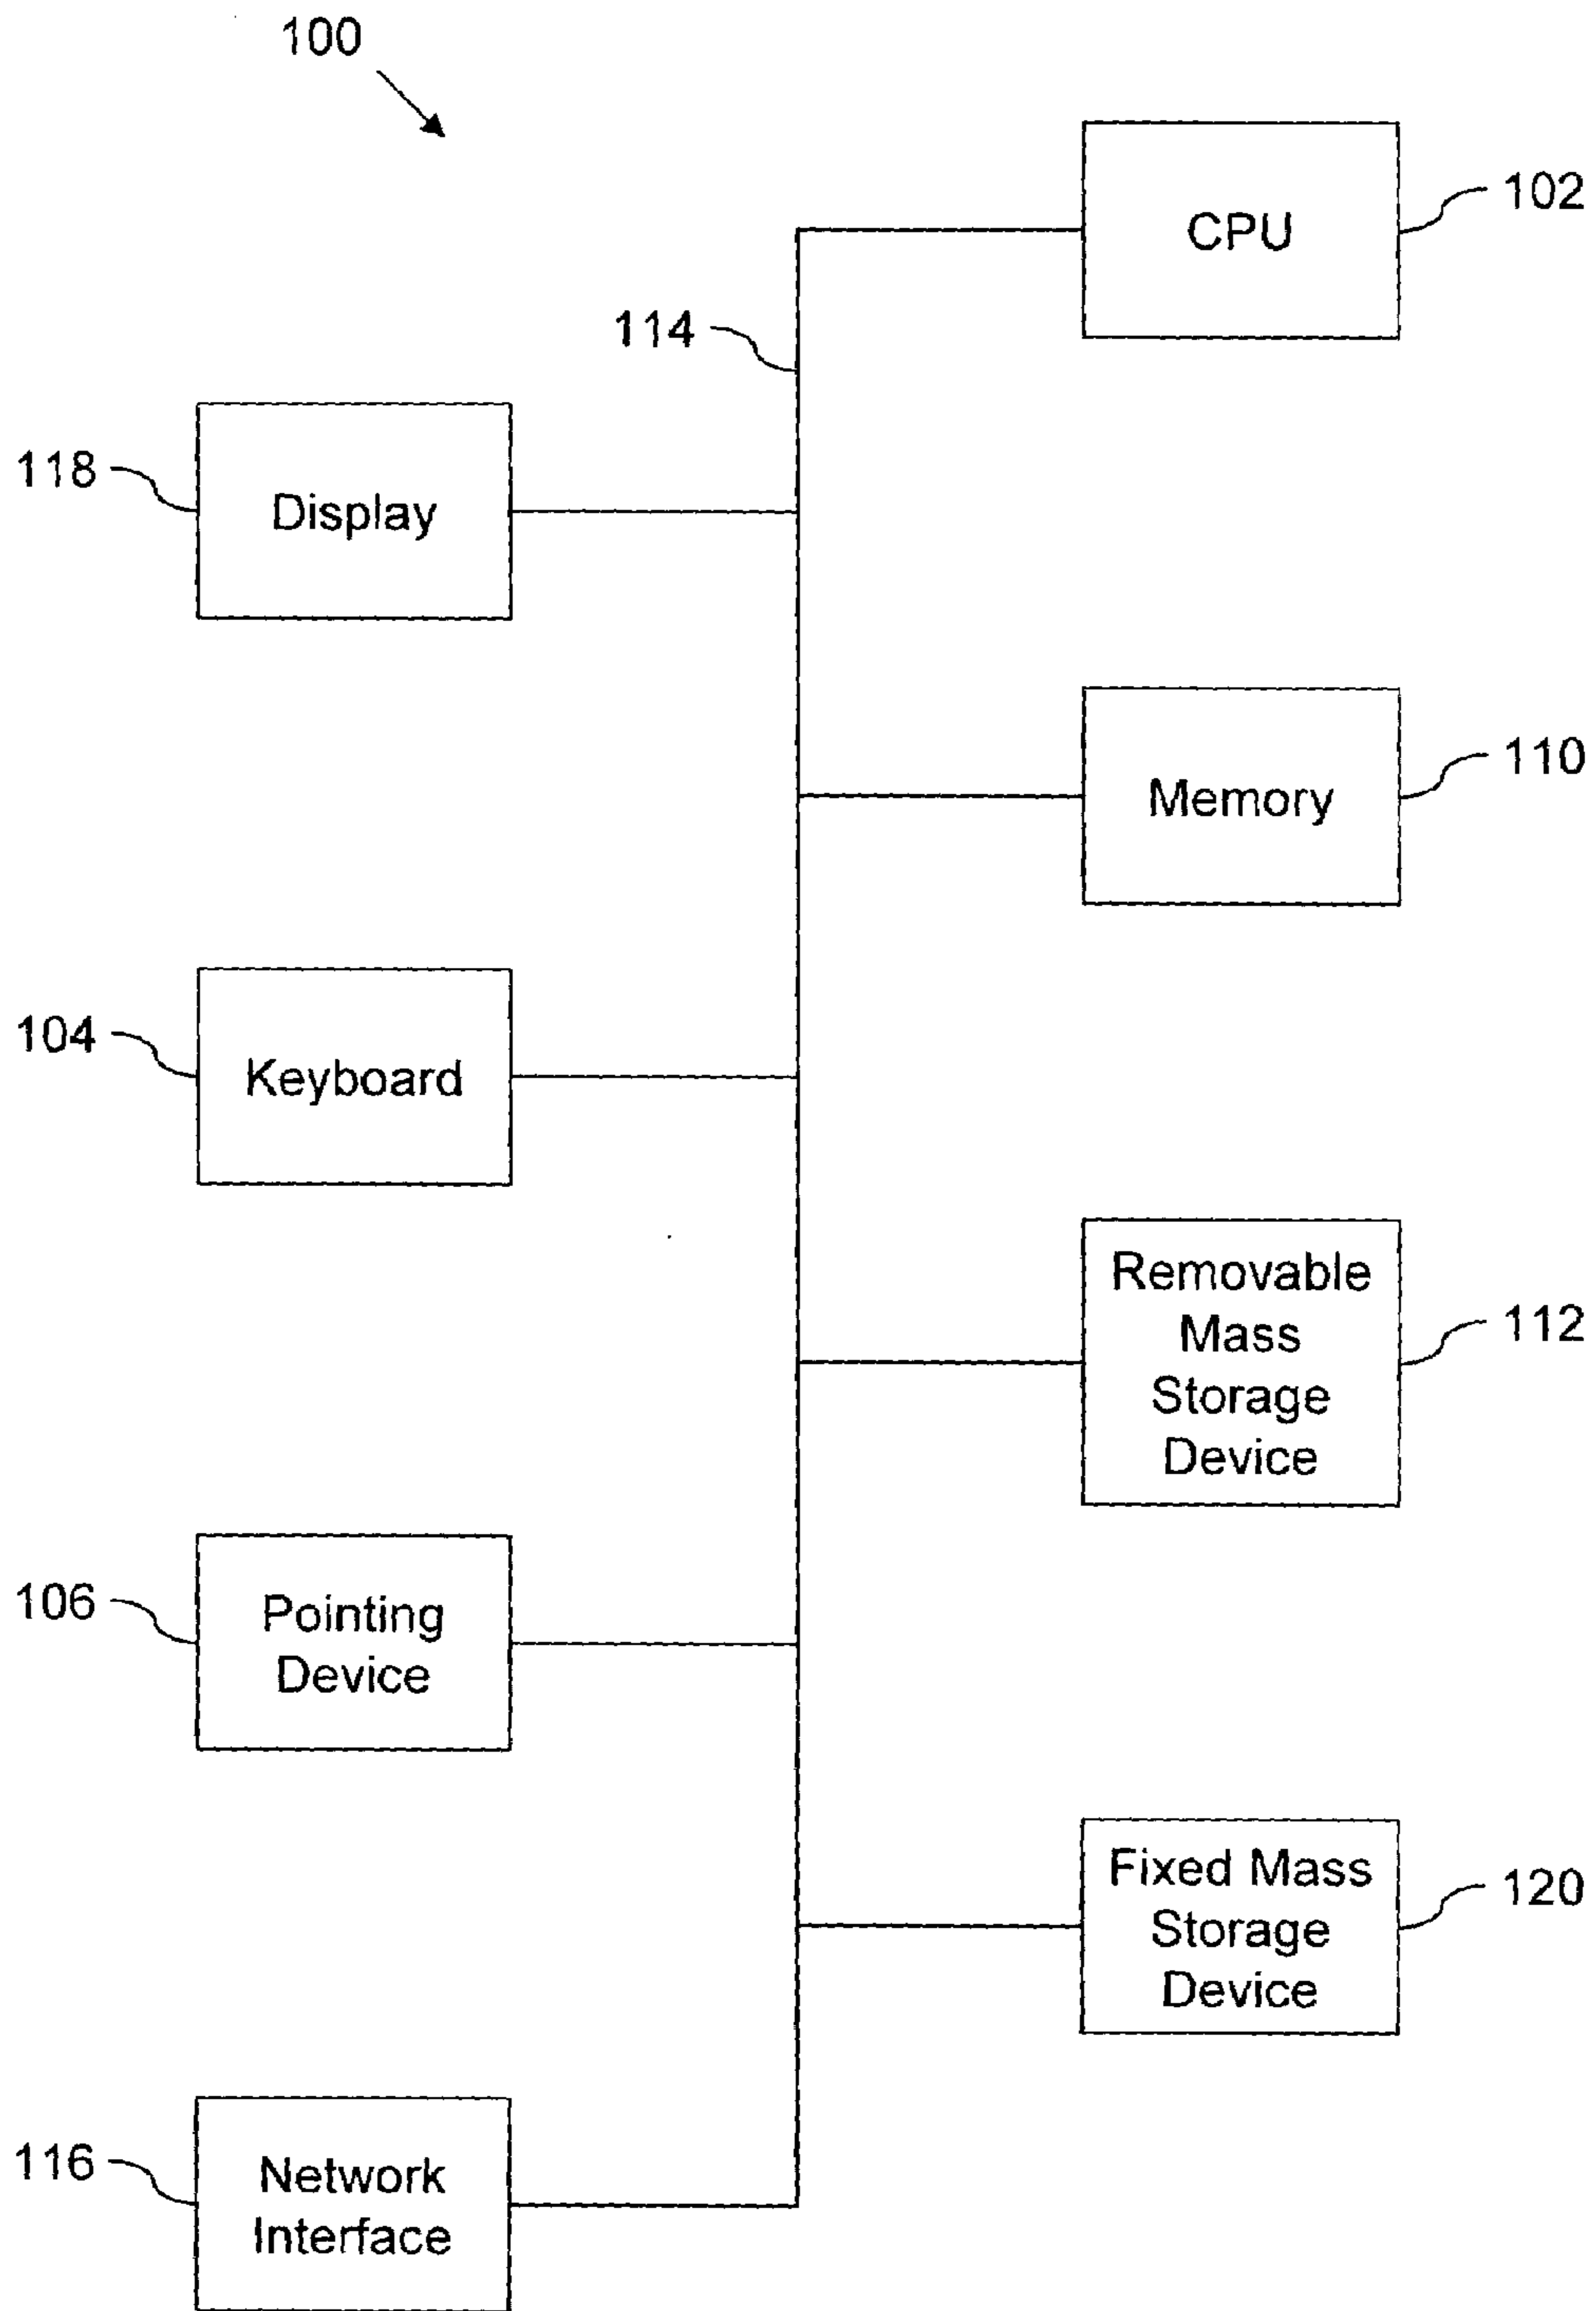 100
CPU
102
114
118
Display
Memory
110
104
Keyboard
Removable
Mass
Storage
Device
112
106
Pointing
Device
Fixed Mass
Storage
Device
120
116
Network
Interface